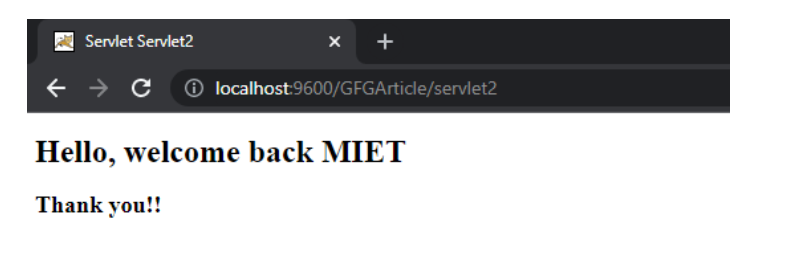 Servlet Servlet2
localhost:9600/GFGArticle/servlet2
Hello, welcome back MIET
Thank you!!